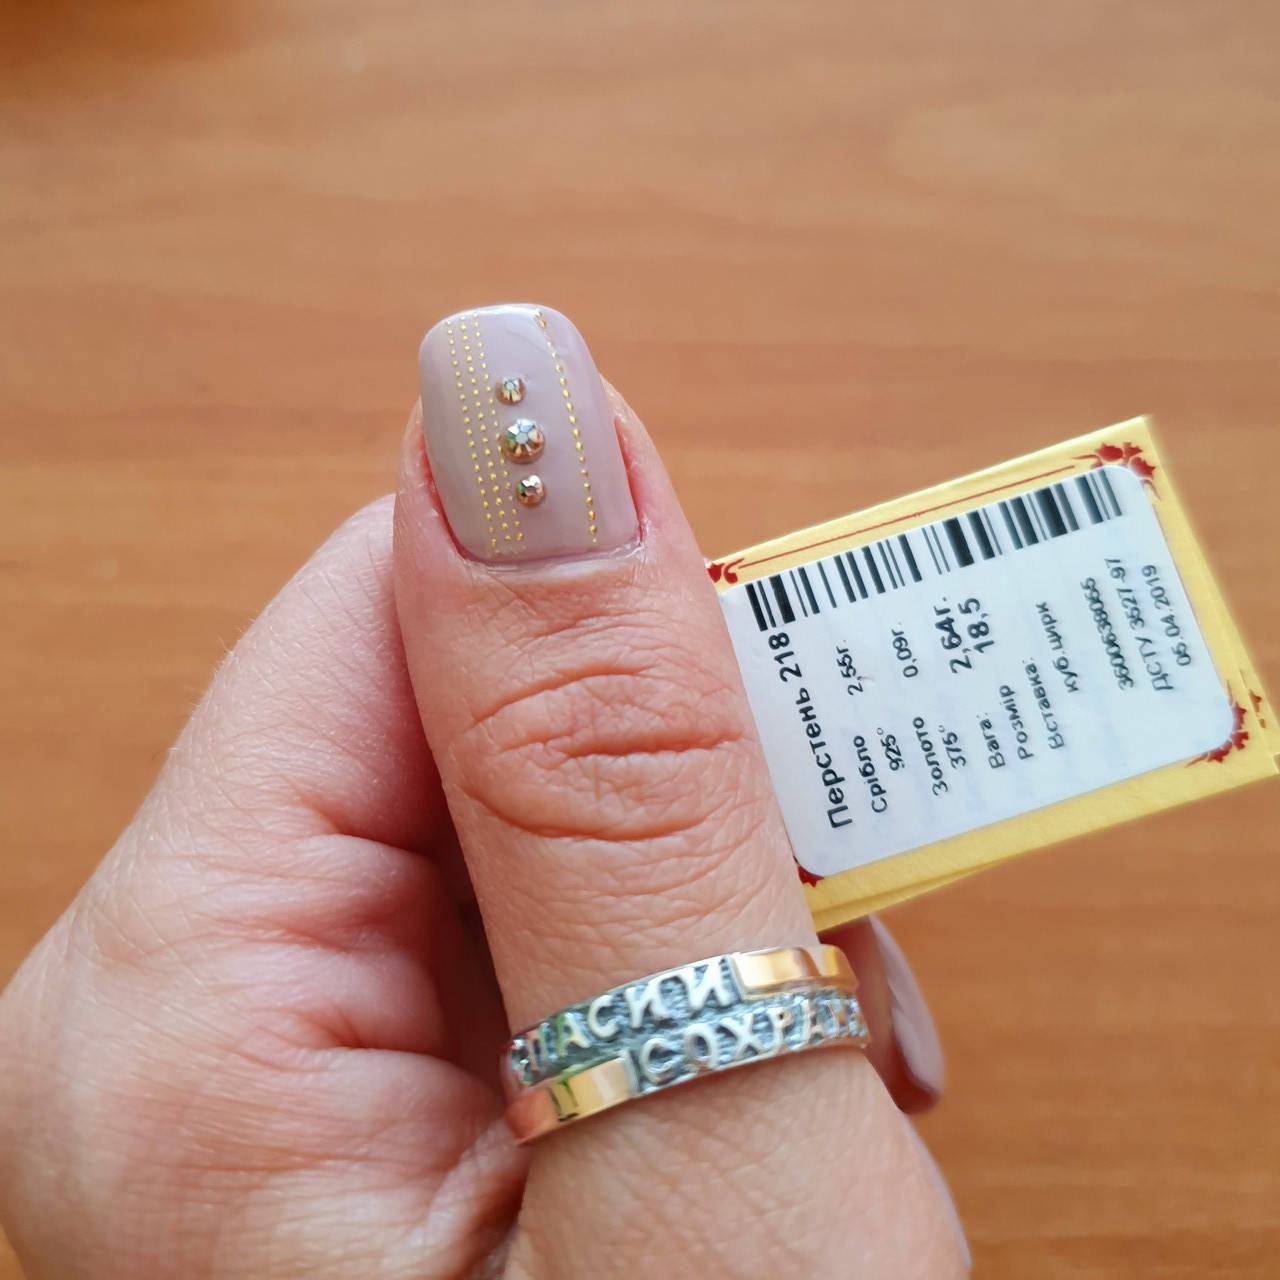 Перстень 218
Срібло 2,55г.
925°
Золото 0,09г.
375°
Вага: 2,64г.
Розмір 18,5
Вставка:
куб.цирк
3600638065
ДСТУ 3527-97
05.04.2019
СПАСИ И
СОХРАНИ